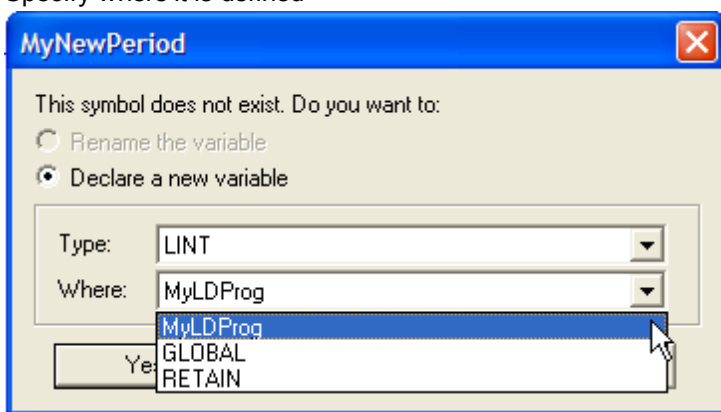 Specify where it is defined
MyNewPeriod
This symbol does not exist. Do you want to:
Rename the variable
Declare a new variable
Type: LINT
Where: MyLDProg
MyLDProg
GLOBAL
RETAIN